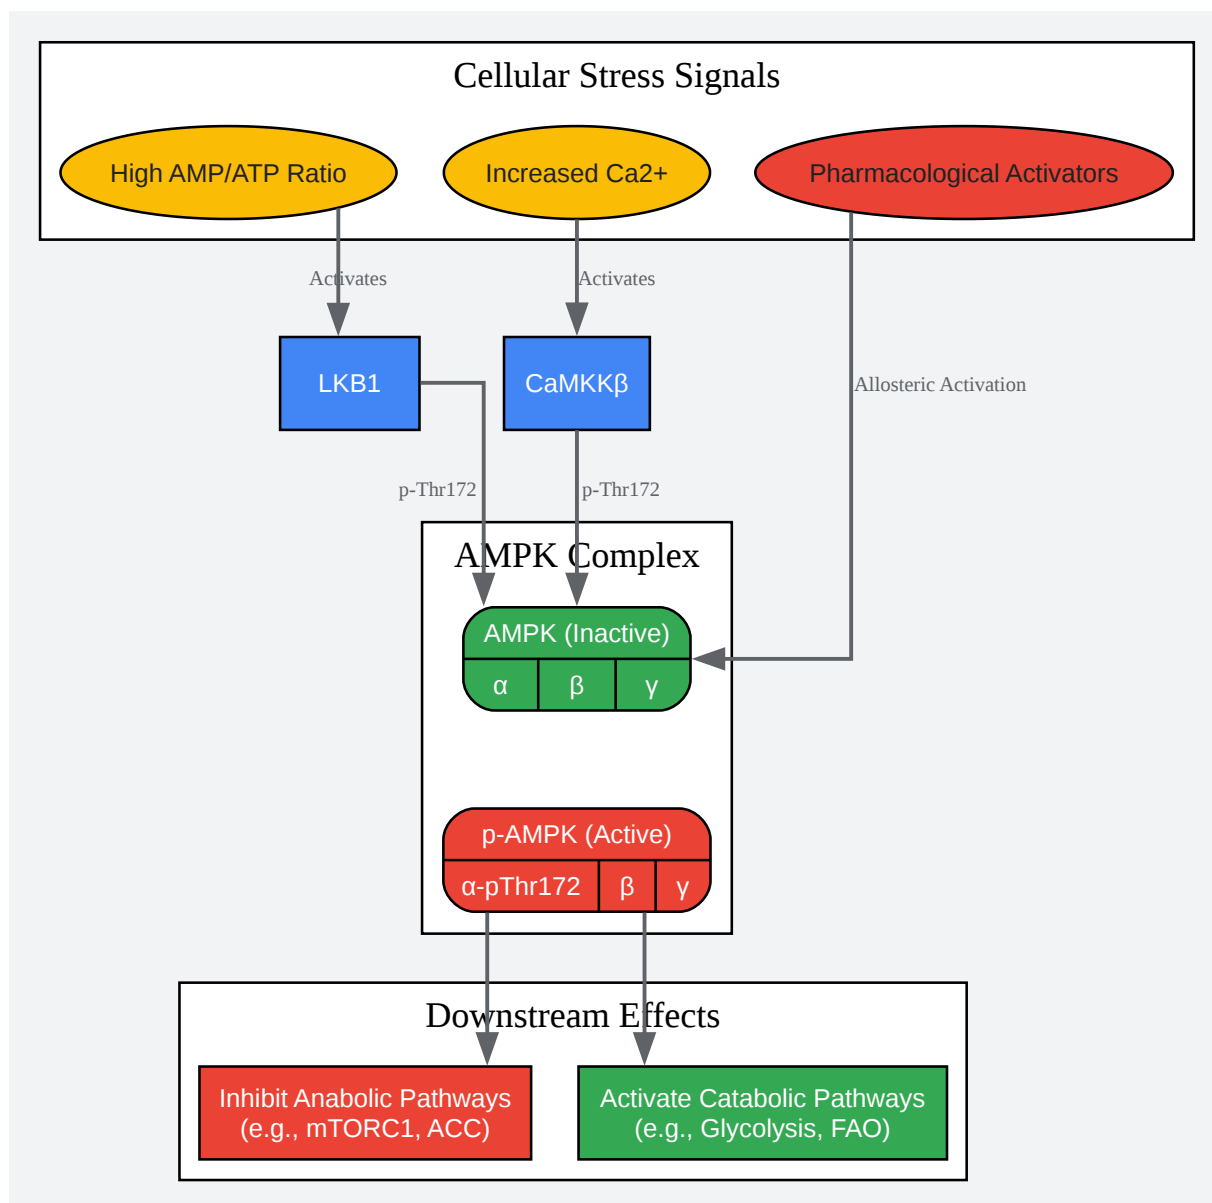 Cellular Stress Signals
High AMP/ATP Ratio
Increased Ca2+
Pharmacological Activators
Activates
Activates
LKB1
CaMKKβ
Allosteric Activation
p-Thr172
p-Thr172
AMPK Complex
AMPK (Inactive)
α
β
γ
p-AMPK (Active)
α-pThr172
β
γ
Downstream Effects
Inhibit Anabolic Pathways
(e.g., mTORC1, ACC)
Activate Catabolic Pathways
(e.g., Glycolysis, FAO)